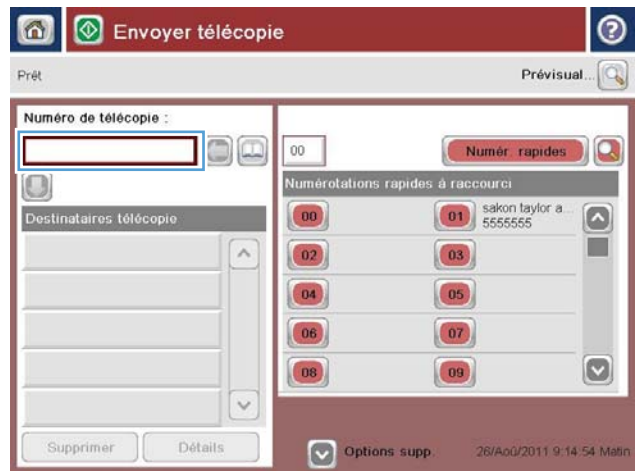 Envoyer télécopie
Prêt
Prévisual...
Numéro de télécopie :
00
Numér. rapides
Destinataires télécopie
Numérotations rapides à raccourci
00
01 sakon taylor a...
5555555
02
03
04
05
06
07
08
09
Supprimer
Détails
Options supp.
26/Aoû/2011 9:14:54 Matin